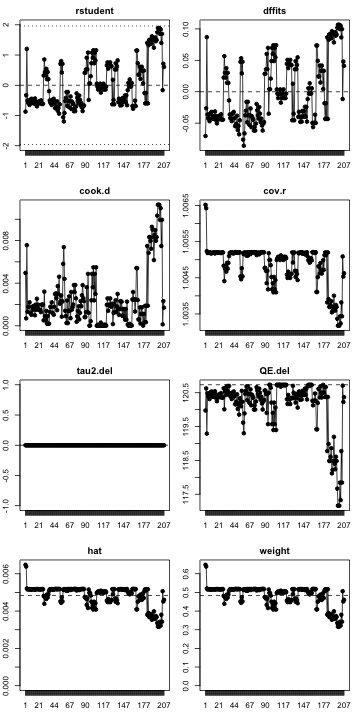 rstudent
2
1
0
-1
-2
1 21 44 67 90 117 147 177 207
dffits
0.10
0.05
0.00
-0.05
1 21 44 67 90 117 147 177 207
cook.d
0.008
0.004
0.000
1 21 44 67 90 117 147 177 207
cov.r
1.0065
1.0055
1.0045
1.0035
1 21 44 67 90 117 147 177 207
tau2.del
1.0
0.5
0.0
-0.5
-1.0
1 21 44 67 90 117 147 177 207
QE.del
120.5
119.5
118.5
117.5
1 21 44 67 90 117 147 177 207
hat
0.006
0.004
0.002
0.000
1 21 44 67 90 117 147 177 207
weight
0.6
0.5
0.4
0.3
0.2
0.1
0.0
1 21 44 67 90 117 147 177 207